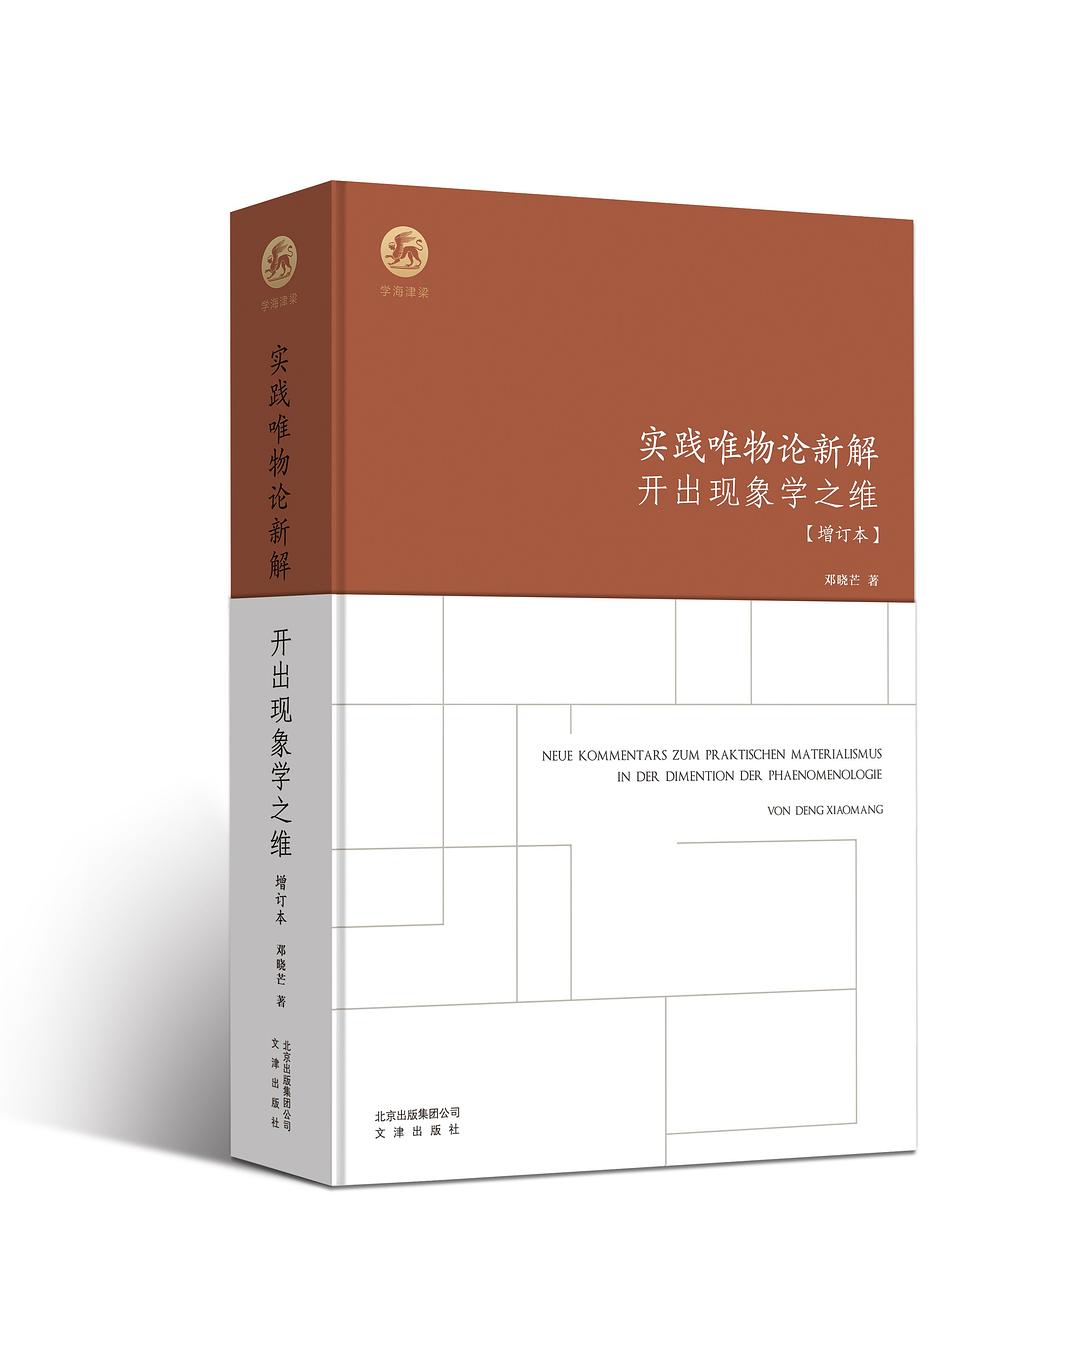 学海津梁
实践唯物论新解
开出现象学之维
增订本
邓晓芒 著
北京出版集团公司
文津出版社
学海津梁
实践唯物论新解
开出现象学之维
【增订本】
邓晓芒 著
NEUE KOMMENTARS ZUM PRAKTISCHEN MATERIALISMUS
IN DER DIMENTION DER PHAENOMENOLOGIE
VON DENG XIAOMANG
北京出版集团公司
文津出版社